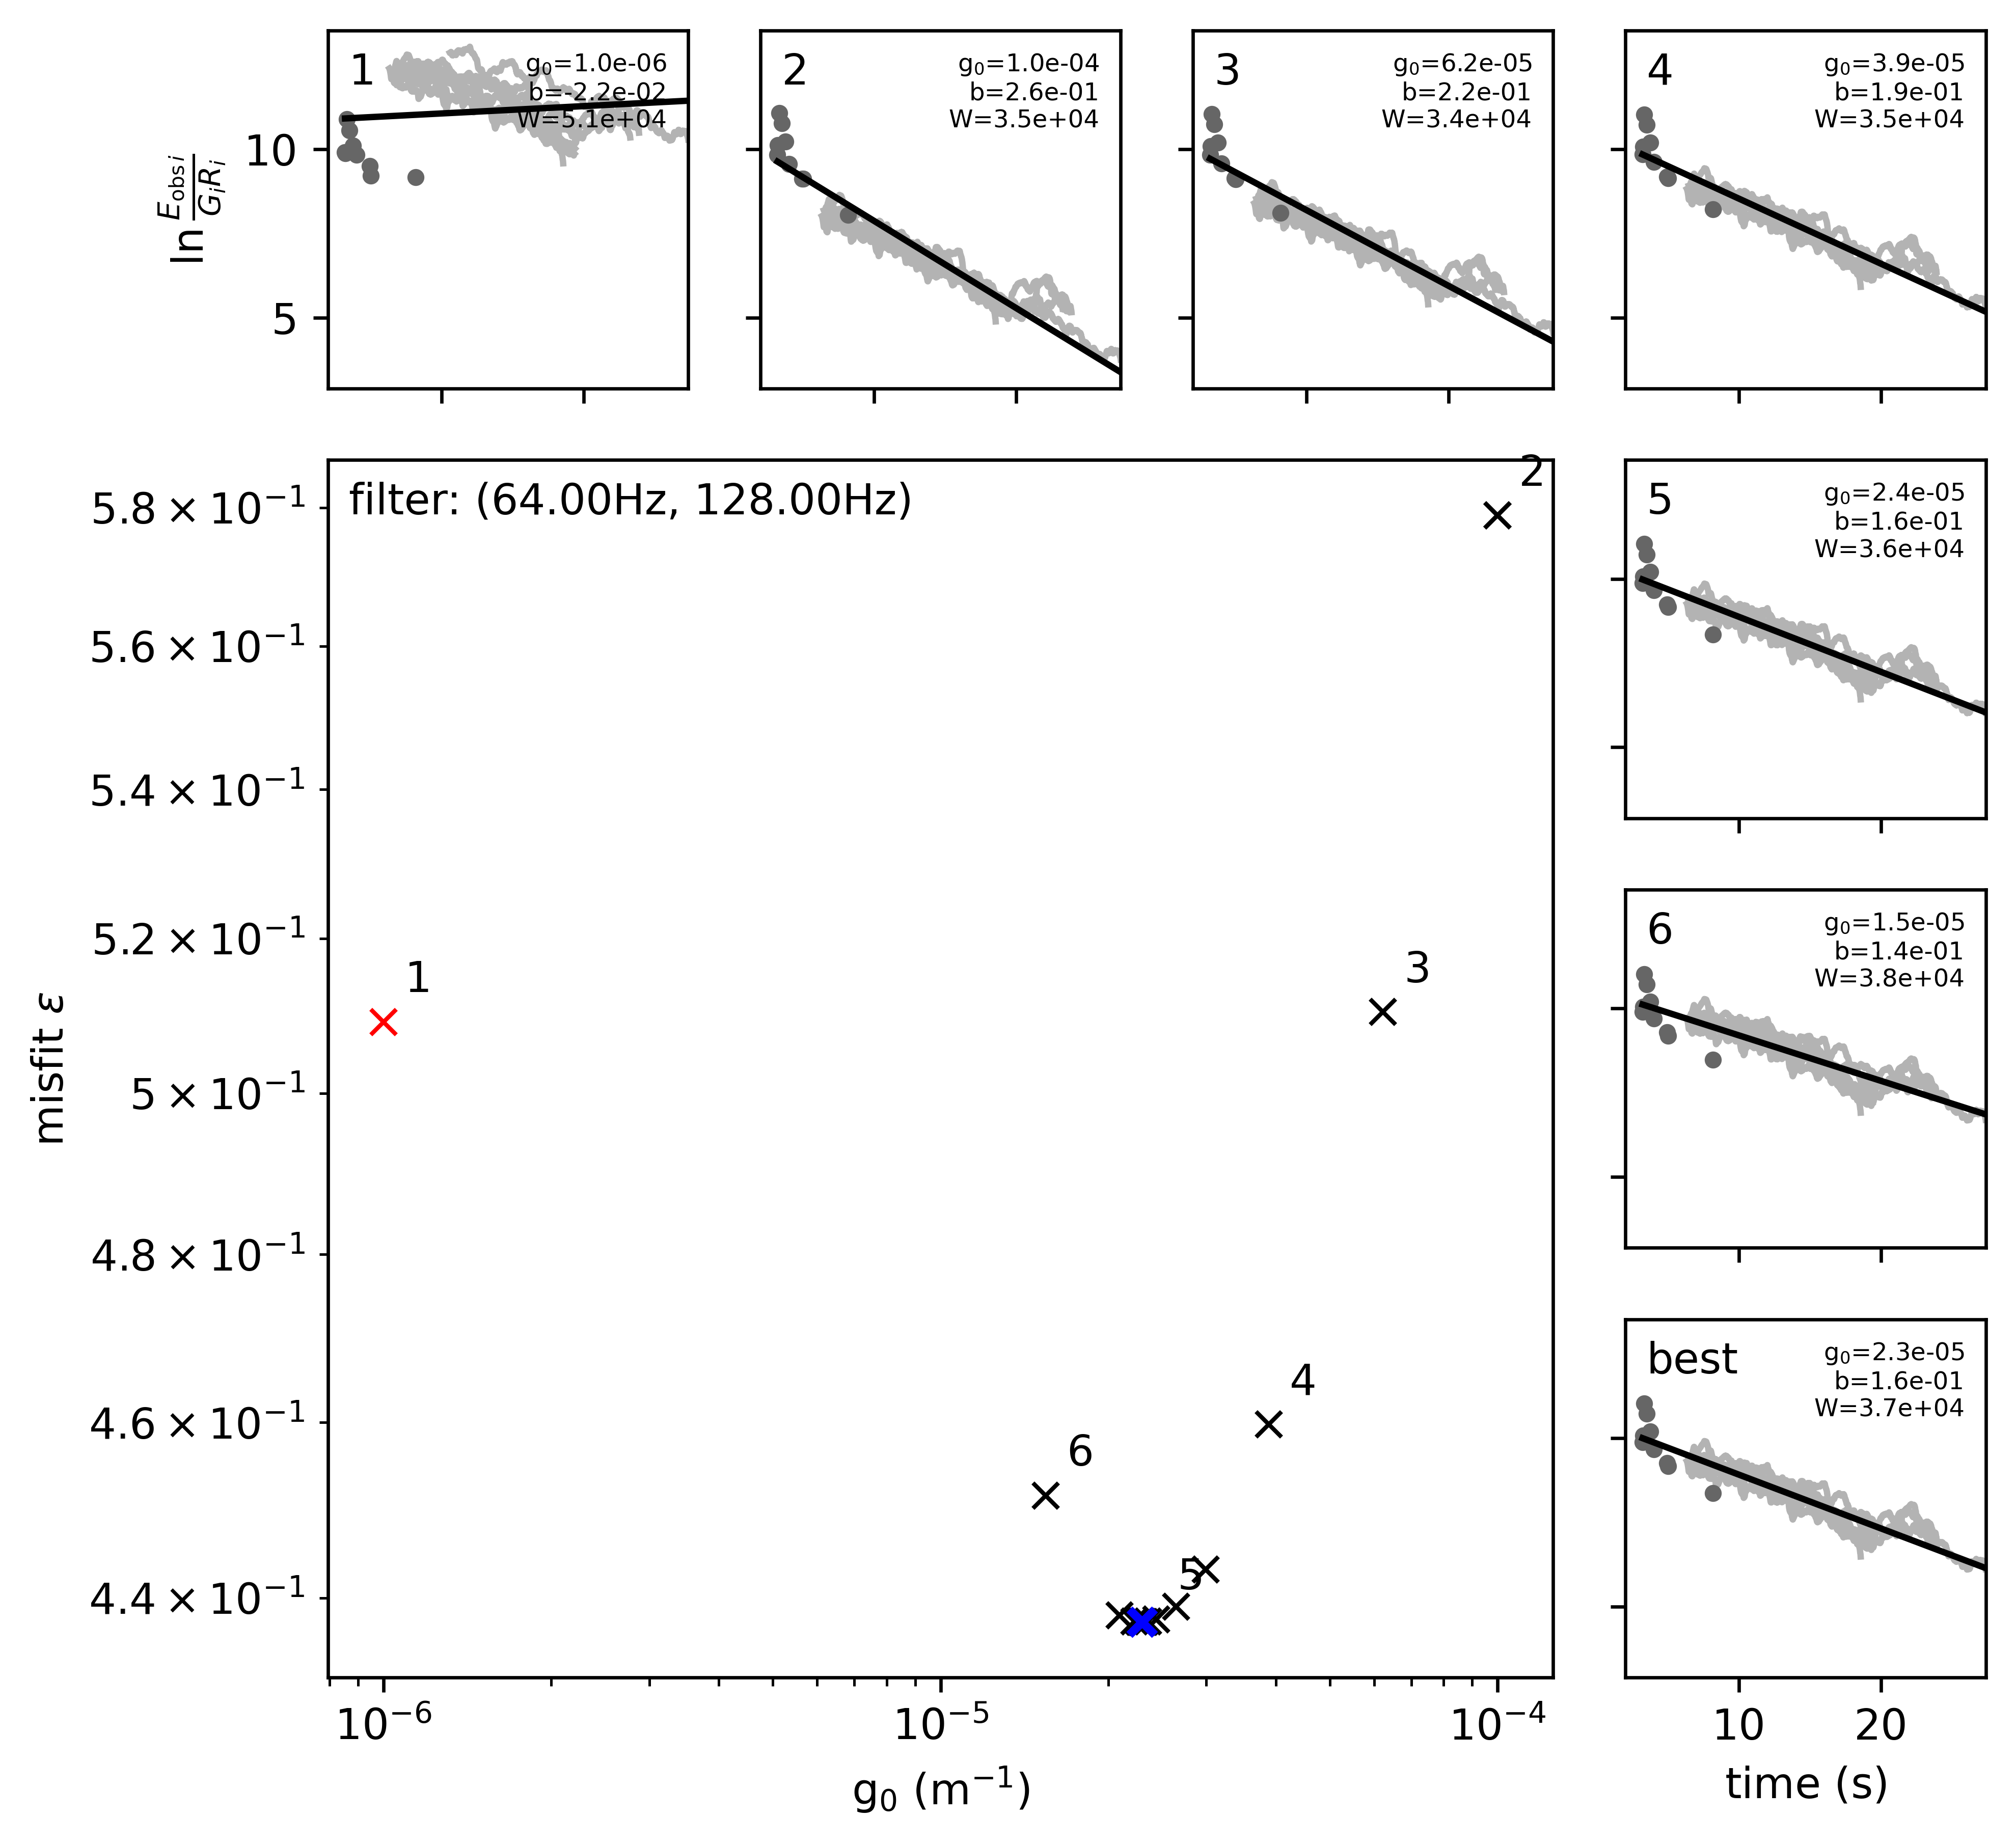 1
g₀=1.0e-06
b=-2.2e-02
W=5.1e+04
2
g₀=1.0e-04
b=2.6e-01
W=3.5e+04
3
g₀=6.2e-05
b=2.2e-01
W=3.4e+04
4
g₀=3.9e-05
b=1.9e-01
W=3.5e+04
ln E_obs i / G_i R_i
10
5
filter: (64.00Hz, 128.00Hz)
2
1
3
4
6
5
5.8 × 10⁻¹
5.6 × 10⁻¹
5.4 × 10⁻¹
5.2 × 10⁻¹
5 × 10⁻¹
4.8 × 10⁻¹
4.6 × 10⁻¹
4.4 × 10⁻¹
misfit ε
10⁻⁶
10⁻⁵
10⁻⁴
g₀ (m⁻¹)
5
g₀=2.4e-05
b=1.6e-01
W=3.6e+04
6
g₀=1.5e-05
b=1.4e-01
W=3.8e+04
best
g₀=2.3e-05
b=1.6e-01
W=3.7e+04
10
20
time (s)